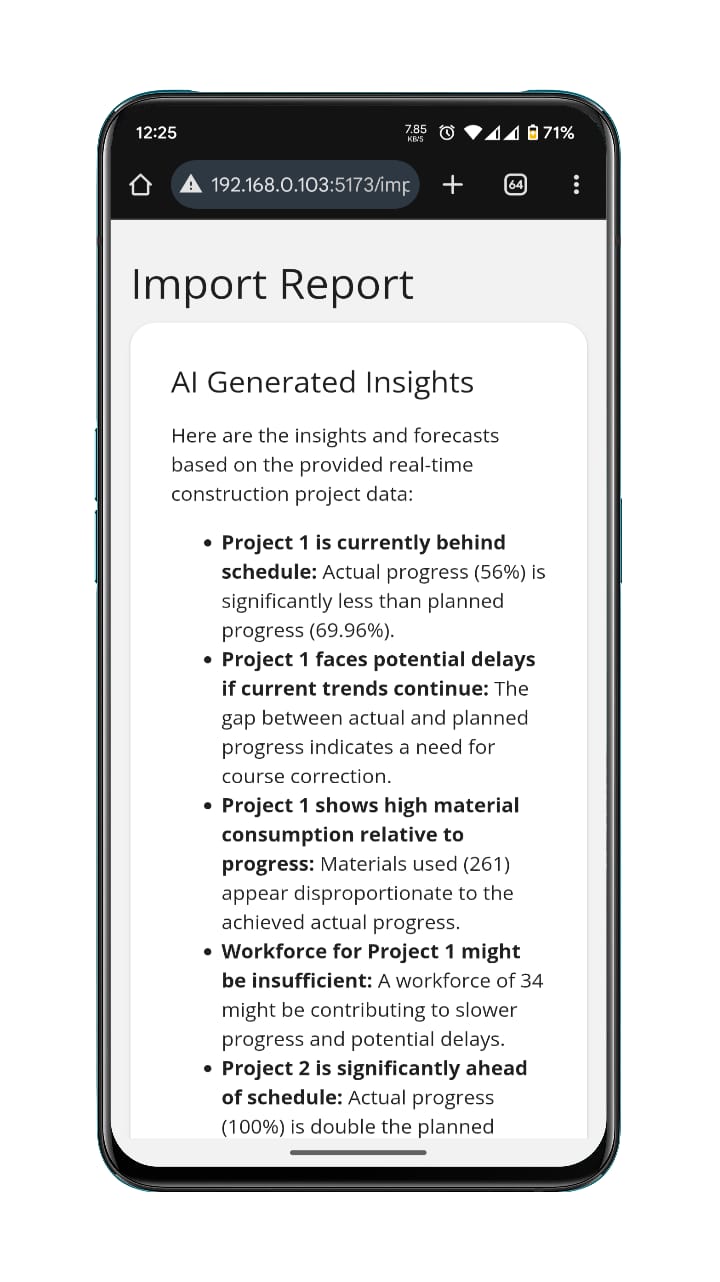 12:25
7.85
KB/S
71%
192.168.0.103:5173/imp
64
Import Report
AI Generated Insights
Here are the insights and forecasts
based on the provided real-time
construction project data:
• Project 1 is currently behind
schedule: Actual progress (56%) is
significantly less than planned
progress (69.96%).
• Project 1 faces potential delays
if current trends continue: The
gap between actual and planned
progress indicates a need for
course correction.
• Project 1 shows high material
consumption relative to
progress: Materials used (261)
appear disproportionate to the
achieved actual progress.
• Workforce for Project 1 might
be insufficient: A workforce of 34
might be contributing to slower
progress and potential delays.
• Project 2 is significantly ahead
of schedule: Actual progress
(100%) is double the planned